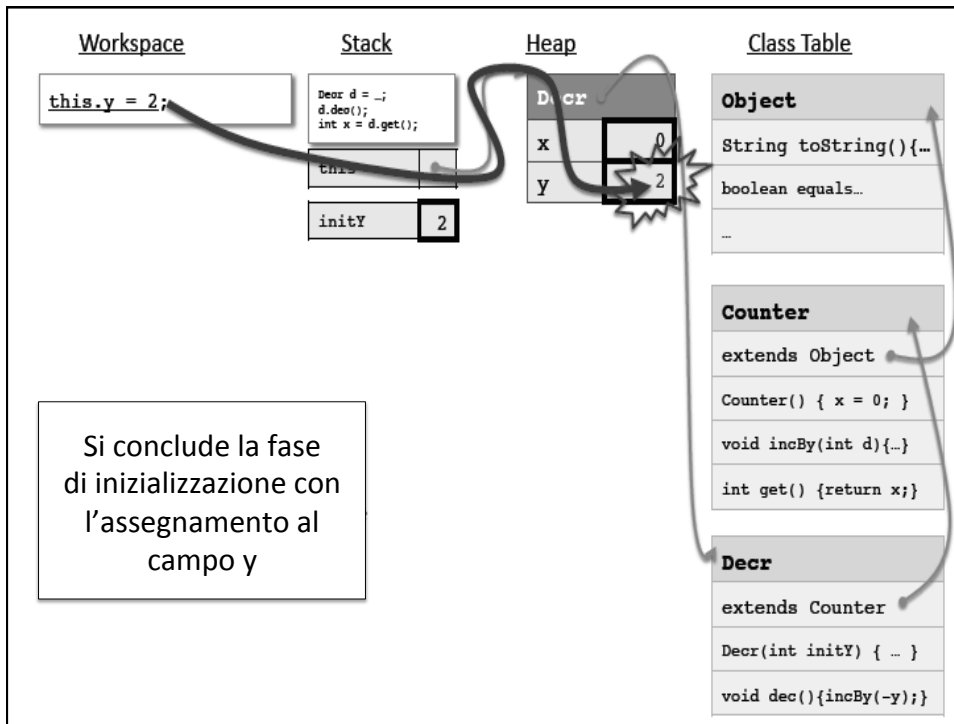 Workspace
Stack
Heap
Class Table
this.y = 2;
Decr d = _;
d.dec();
int x = d.get();
this
initY 2
Decr
x 0
y 2
Object
String toString(){…
boolean equals…
…
Counter
extends Object
Counter() { x = 0; }
void incBy(int d){…}
int get() {return x;}
Decr
extends Counter
Decr(int initY) { … }
void dec(){incBy(-y);}
Si conclude la fase
di inizializzazione con
l’assegnamento al
campo y